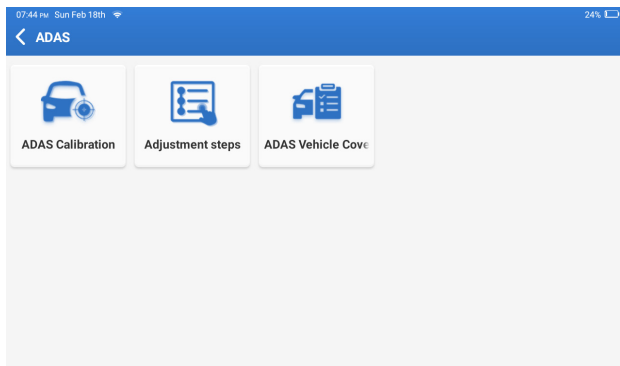 07:44 PM Sun Feb 18th 24%
ADAS
ADAS Calibration Adjustment steps ADAS Vehicle Cove